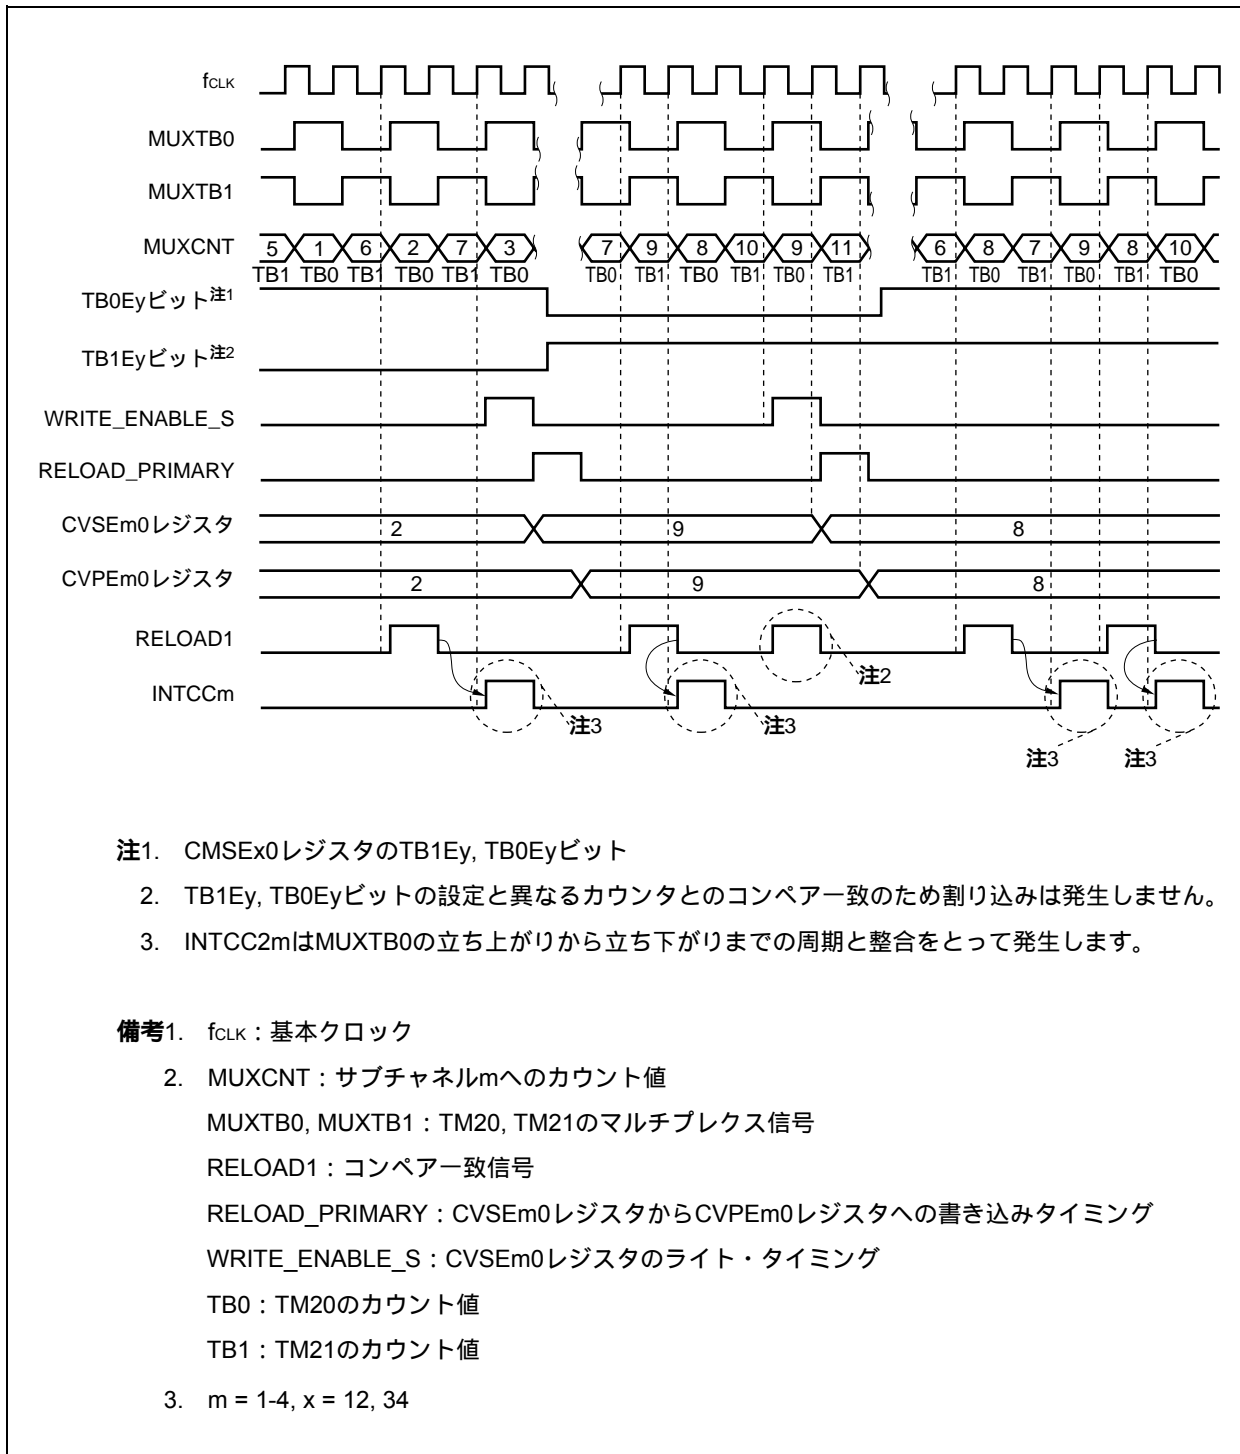 fCLK
MUXTB0
MUXTB1
MUXCNT 5 1 6 2 7 3 7 9 8 10 9 11 6 8 7 9 8 10
TB1 TB0 TB1 TB0 TB1 TB0 TB0 TB1 TB0 TB1 TB0 TB1 TB1 TB0 TB1 TB0 TB1 TB0
TB0Eyビット注1
TB1Eyビット注2
WRITE_ENABLE_S
RELOAD_PRIMARY
CVSEm0レジスタ 2 9 8
CVPEm0レジスタ 2 9 8
RELOAD1
注2
INTCCm
注3 注3
注3 注3
注1. CMSEx0レジスタのTB1Ey, TB0Eyビット
2. TB1Ey, TB0Eyビットの設定と異なるカウンタとのコンペア一致のため割り込みは発生しません。
3. INTCC2mはMUXTB0の立ち上がりから立ち下がりまでの周期と整合をとって発生します。
備考1. fCLK：基本クロック
2. MUXCNT：サブチャネルmへのカウント値
MUXTB0, MUXTB1：TM20, TM21のマルチプレクス信号
RELOAD1：コンペア一致信号
RELOAD_PRIMARY：CVSEm0レジスタからCVPEm0レジスタへの書き込みタイミング
WRITE_ENABLE_S：CVSEm0レジスタのライト・タイミング
TB0：TM20のカウント値
TB1：TM21のカウント値
3. m = 1-4, x = 12, 34